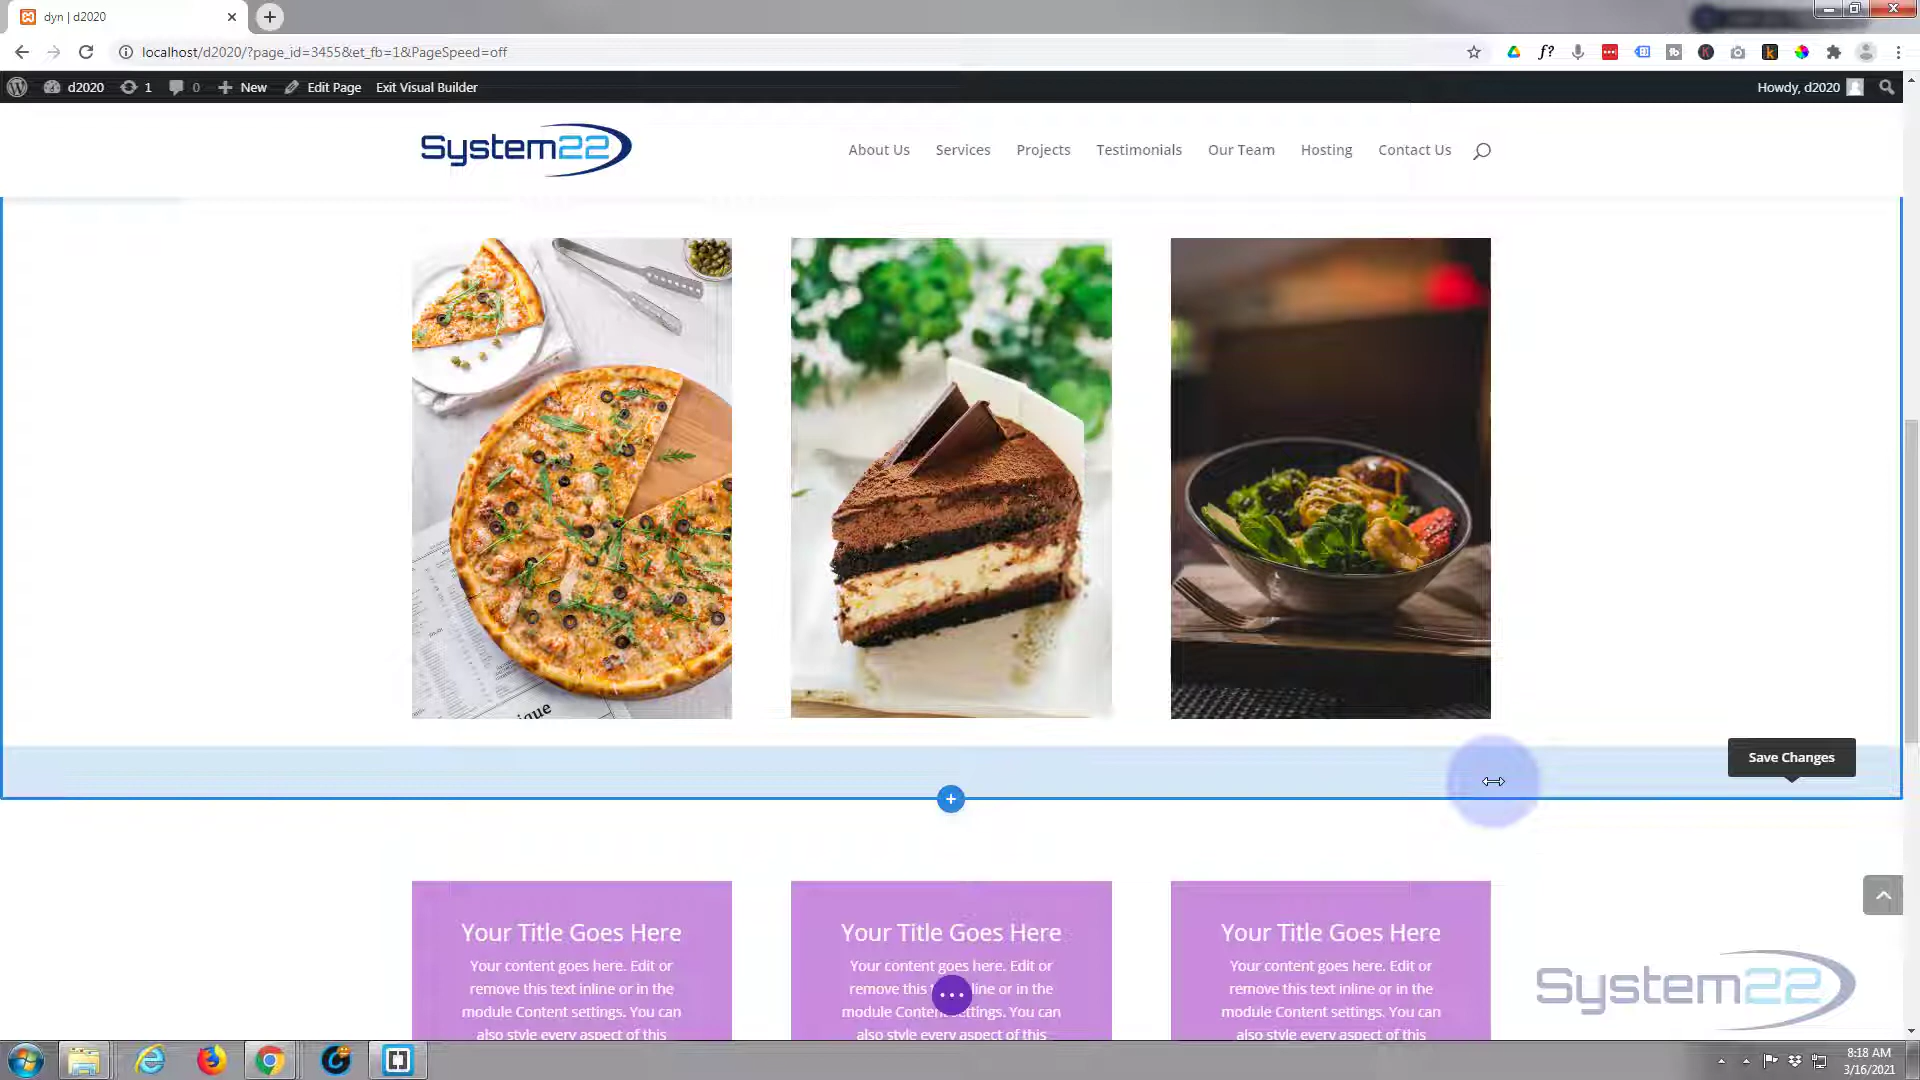 dyn | d2020
localhost/d2020/?page_id=3455&et_fb=1&PageSpeed=off
f?
d2020
1
0
New
Edit Page
Exit Visual Builder
Howdy, d2020
System22
About Us
Services
Projects
Testimonials
Our Team
Hosting
Contact Us
Save Changes
Your Title Goes Here
Your content goes here. Edit or
remove this text inline or in the
module Content settings. You can
also style every aspect of this
Your Title Goes Here
Your content goes here. Edit or
remove this line or in the
module Content settings. You can
also style every aspect of this
Your Title Goes Here
Your content goes here. Edit or
remove this text inline or in the
module Content settings. You can
also style every aspect of this
System22
8:18 AM
3/16/2021